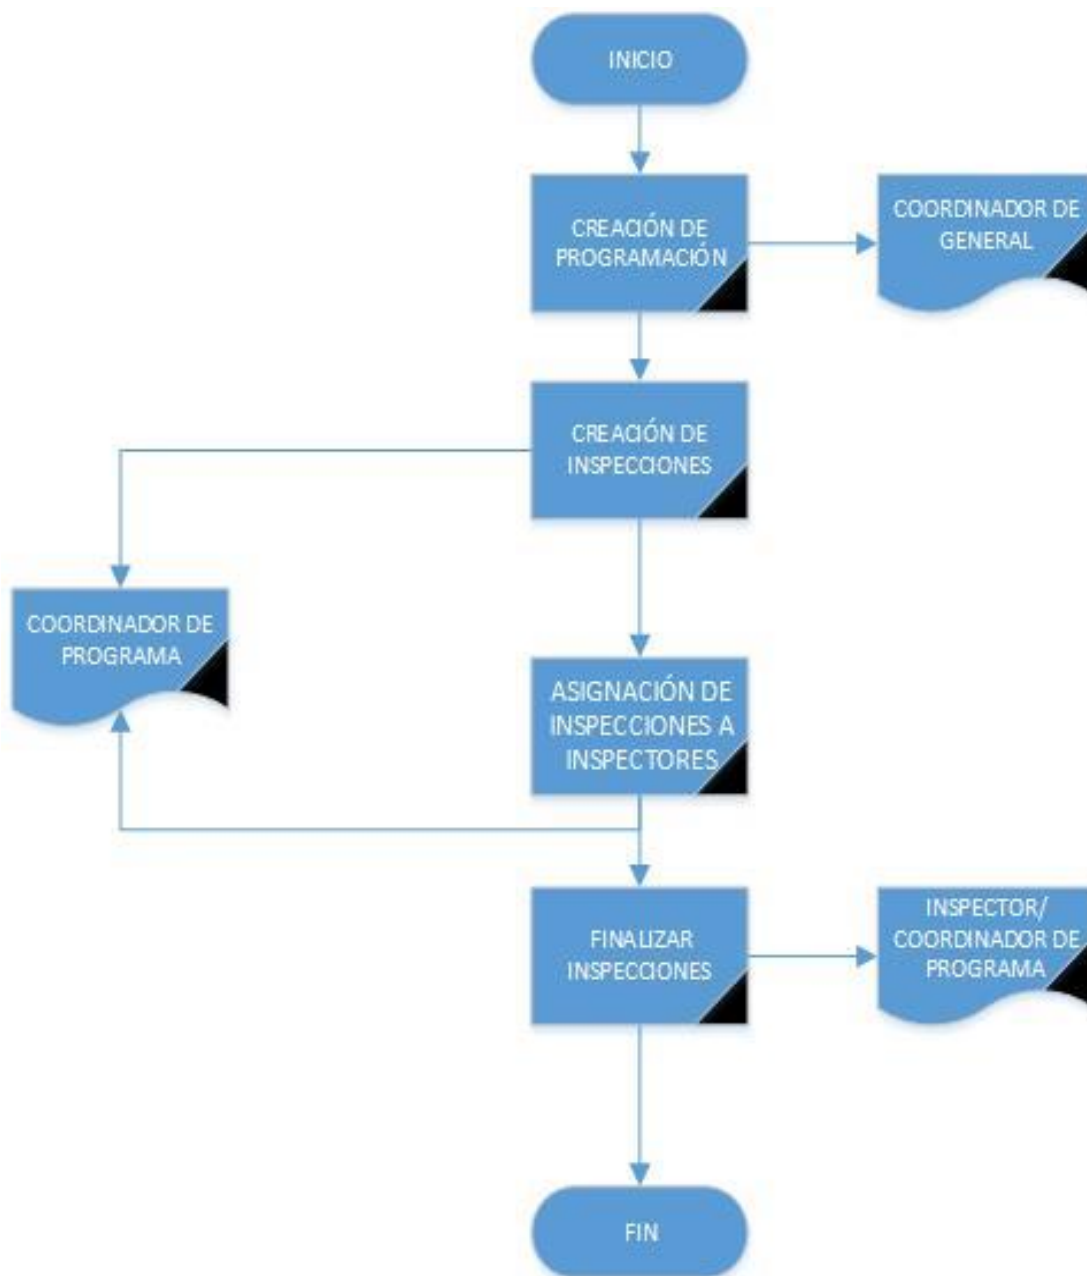 INICIO
CREACIÓN DE
PROGRAMACIÓN
COORDINADOR DE
GENERAL
CREACIÓN DE
INSPECCIONES
COORDINADOR DE
PROGRAMA
ASIGNACIÓN DE
INSPECCIONES A
INSPECTORES
FINALIZAR
INSPECCIONES
INSPECTOR/
COORDINADOR DE
PROGRAMA
FIN